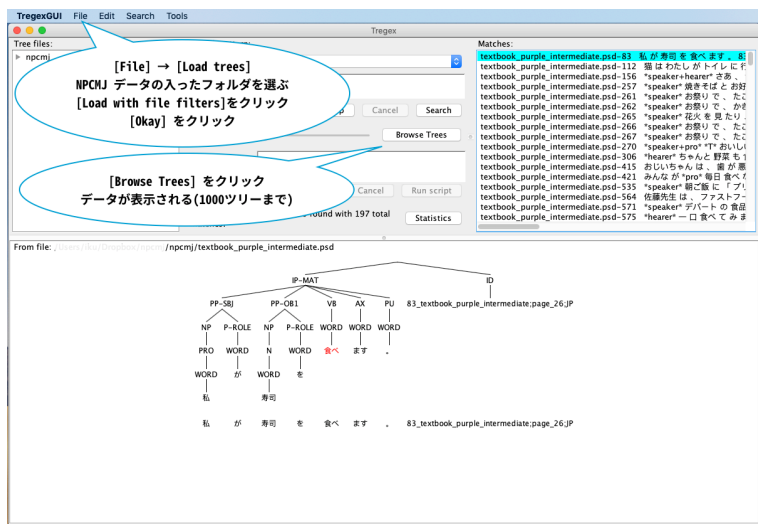 TregexGUI File Edit Search Tools
Tregex
Tree files:
Matches:
npcmj
[File] → [Load trees]
NPCMJ データの入ったフォルダを選ぶ
[Load with file filters]をクリック
[Okay] をクリック
Cancel Search
Browse Trees
[Browse Trees] をクリック
データが表示される(1000ツリーまで)
Cancel Run script
found with 197 total
Statistics
textbook_purple_intermediate.psd-83 私 が 寿司 を 食べ ます 。 83
textbook_purple_intermediate.psd-112 猫 は わたし が トイレ に 行
textbook_purple_intermediate.psd-156 *speaker+hearer* さあ 、
textbook_purple_intermediate.psd-257 *speaker* 焼きそば と お好
textbook_purple_intermediate.psd-261 *speaker* お祭り で 、 たこ
textbook_purple_intermediate.psd-262 *speaker* お祭り で 、 かき
textbook_purple_intermediate.psd-265 *speaker* 花火 を 見 たり
textbook_purple_intermediate.psd-266 *speaker* お祭り で 、 たこ
textbook_purple_intermediate.psd-267 *speaker* お祭り で 、 たこ
textbook_purple_intermediate.psd-270 *speaker+pro* *T* おいし
textbook_purple_intermediate.psd-306 *hearer* ちゃんと 野菜 も
textbook_purple_intermediate.psd-415 おじいちゃん は 、 歯 が 悪
textbook_purple_intermediate.psd-421 みんな が *pro* 毎日 食べ
textbook_purple_intermediate.psd-535 *speaker* 朝ご飯 に 「 プリ
textbook_purple_intermediate.psd-564 佐藤先生 は 、 ファストフー
textbook_purple_intermediate.psd-571 *speaker* デパート の 食品
textbook_purple_intermediate.psd-575 *hearer* 一 口 食べ て み ま
From file: /npcmj/textbook_purple_intermediate.psd
IP-MAT ID
PP-SBJ PP-OB1 VB AX PU 83_textbook_purple_intermediate;page_26;JP
NP P-ROLE NP P-ROLE WORD WORD WORD
PRO WORD N WORD 食べ ます 。
WORD が WORD を
私 寿司
私 が 寿司 を 食べ ます 。 83_textbook_purple_intermediate;page_26;JP